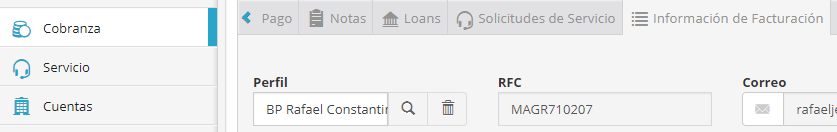 Cobranza
Servicio
Cuentas
Pago Notas Loans Solicitudes de Servicio Información de Facturación
Perfil RFC Correo
BP Rafael Constantin MAGR710207 rafaelje